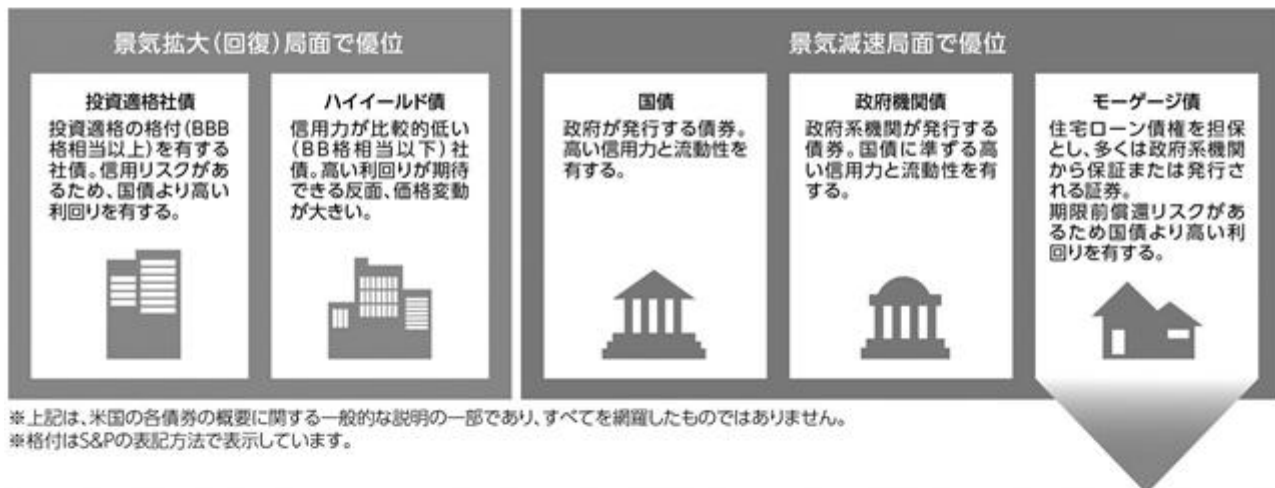 景気拡大(回復)局面で優位
投資適格社債
投資適格の格付(BBB
格相当以上)を有する
社債。信用リスクがあ
るため、国債より高い
利回りを有する。
ハイイールド債
信用力が比較的低い
(BB格相当以下)社
債。高い利回りが期待
できる反面、価格変動
が大きい。
景気減速局面で優位
国債
政府が発行する債券。
高い信用力と流動性を
有する。
政府機関債
政府系機関が発行する
債券。国債に準ずる高
い信用力と流動性を有
する。
モーゲージ債
住宅ローン債権を担保
とし、多くは政府系機関
から保証または発行さ
れる証券。
期限前償還リスクがあ
るため国債より高い利
回りを有する。
※上記は、米国の各債券の概要に関する一般的な説明の一部であり、すべてを網羅したものではありません。
※格付はS&Pの表記方法で表示しています。